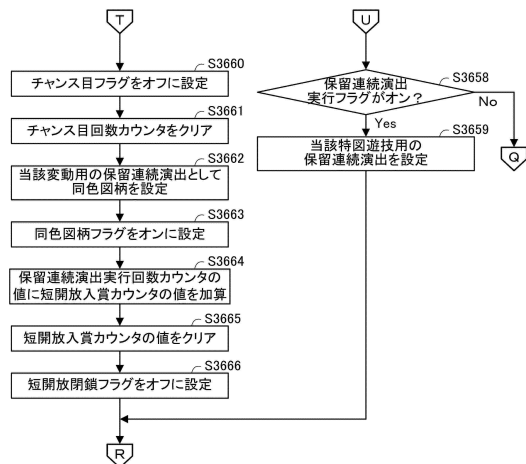 T
S3660
チャンス目フラグをオフに設定
S3661
チャンス目回数カウンタをクリア
S3662
当該変動用の保留連続演出として
同色図柄を設定
S3663
同色図柄フラグをオンに設定
S3664
保留連続演出実行回数カウンタの
値に短開放入賞カウンタの値を加算
S3665
短開放入賞カウンタの値をクリア
S3666
短開放閉鎖フラグをオフに設定
R
U
S3658
保留連続演出
実行フラグがオン?
No
Yes
S3659
当該特図遊技用の
保留連続演出を設定
Q